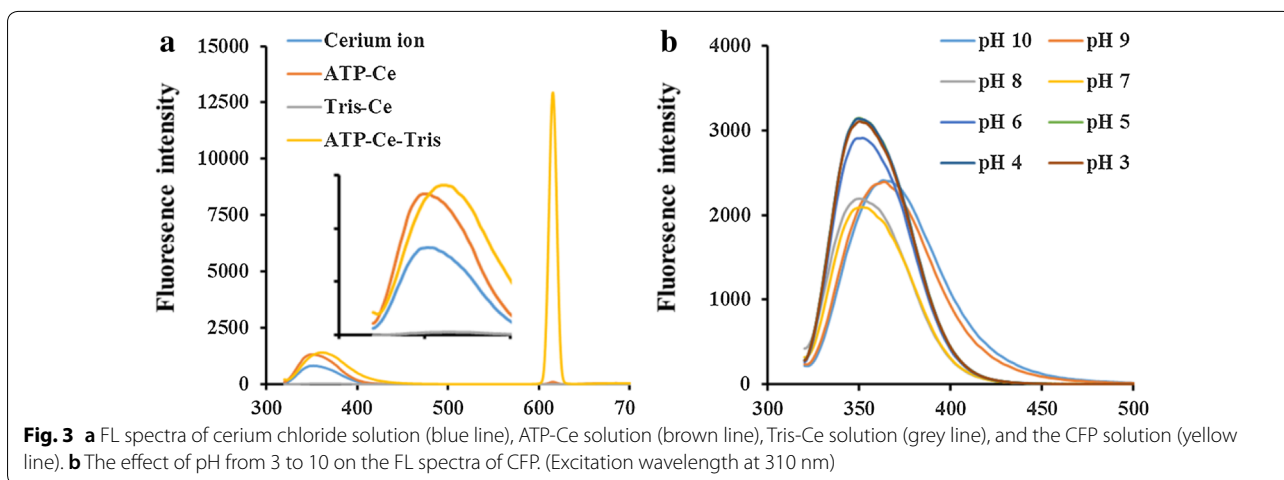 a
15000
12500
10000
7500
5000
2500
0
Fluoresence intensity
Cerium ion
ATP-Ce
Tris-Ce
ATP-Ce-Tris
300 400 500 600 70
b
4000
3000
2000
1000
0
Fluoresence intensity
pH 10 pH 9
pH 8 pH 7
pH 6 pH 5
pH 4 pH 3
300 350 400 450 500
Fig. 3 a FL spectra of cerium chloride solution (blue line), ATP-Ce solution (brown line), Tris-Ce solution (grey line), and the CFP solution (yellow
line). b The effect of pH from 3 to 10 on the FL spectra of CFP. (Excitation wavelength at 310 nm)